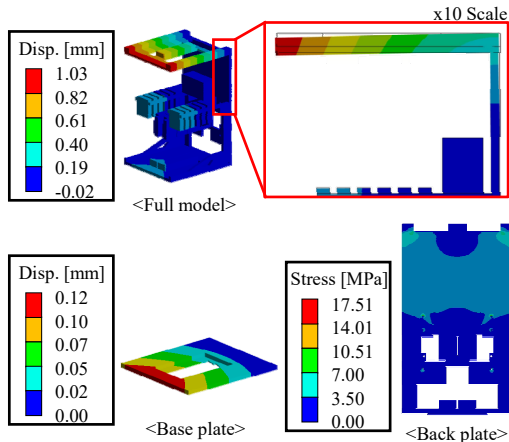 x10 Scale
Disp. [mm]
1.03
0.82
0.61
0.40
0.19
-0.02
<Full model>
Disp. [mm]
0.12
0.10
0.07
0.05
0.02
0.00
<Base plate>
Stress [MPa]
17.51
14.01
10.51
7.00
3.50
0.00
<Back plate>